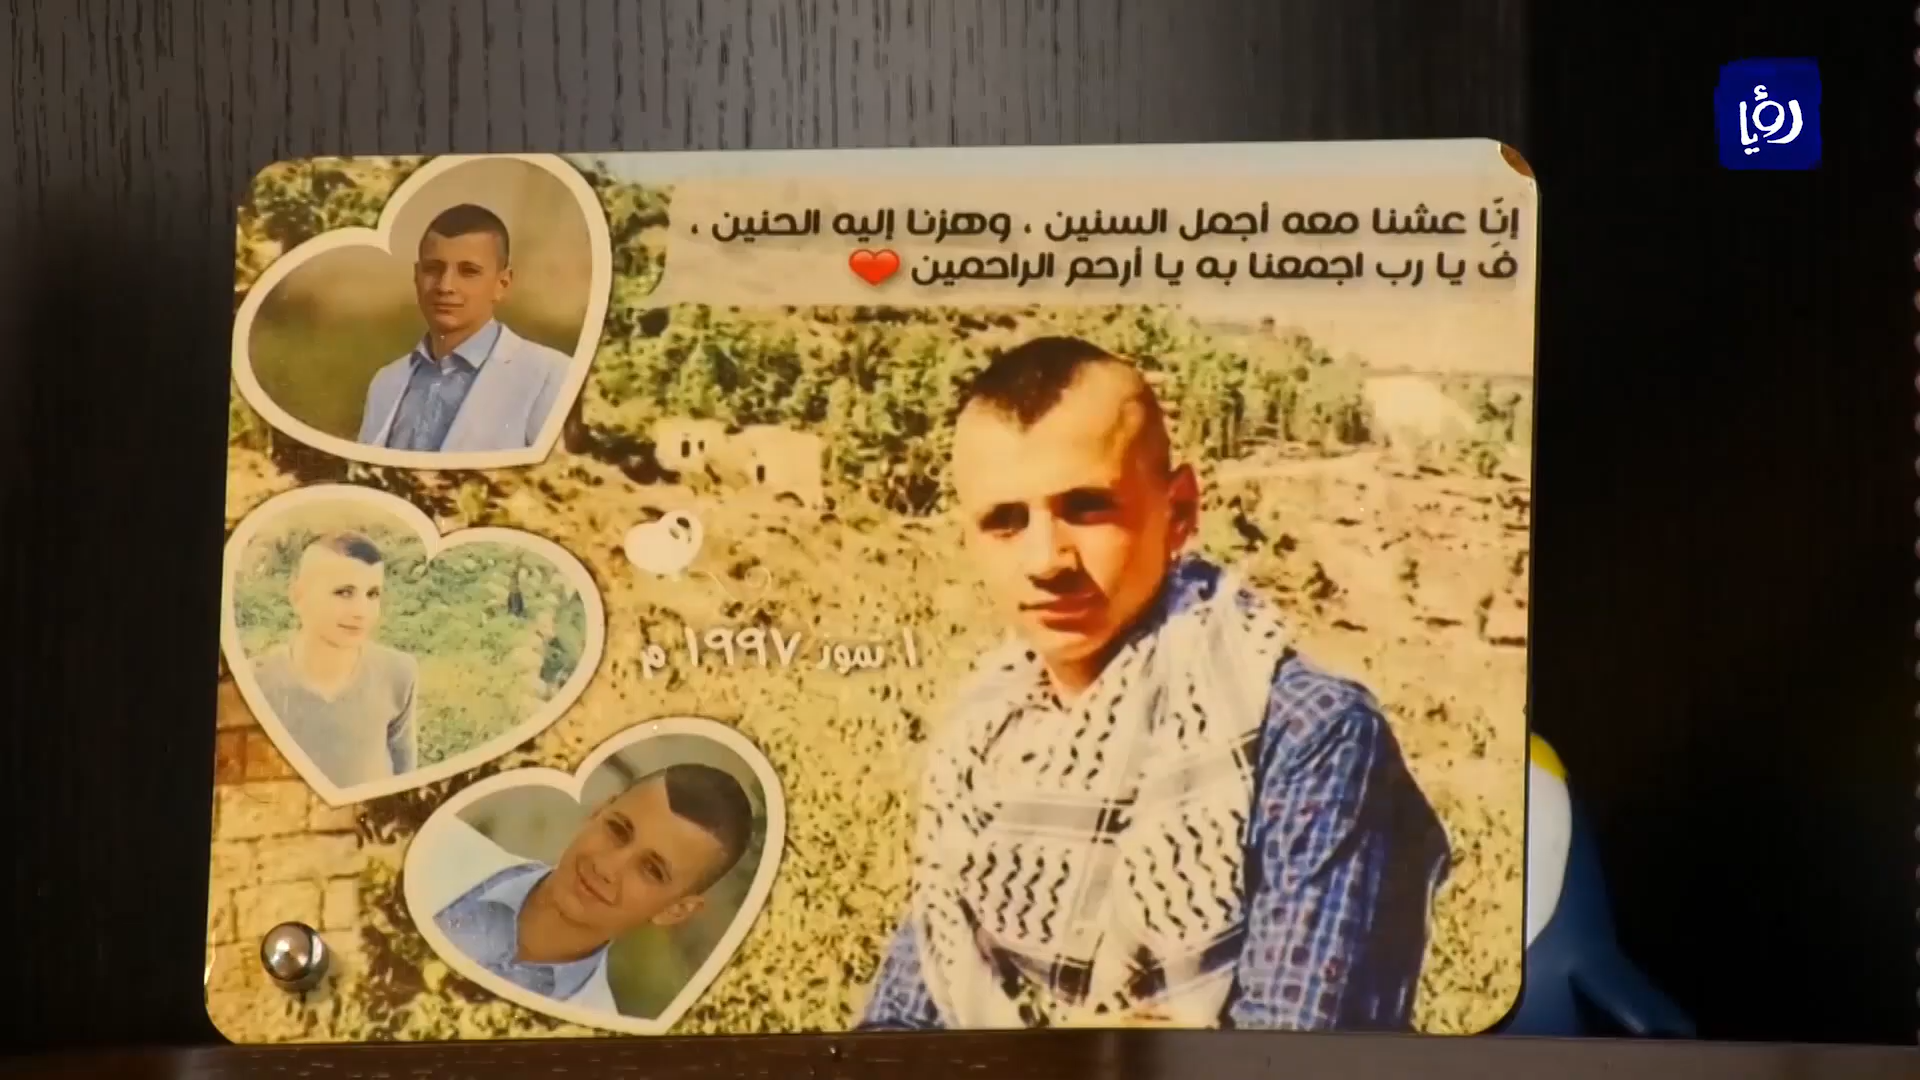 رؤيا
إنّا عشنا معه أجمل السنين ، وهزنا إليه الحنين ،
فَ يا رب اجمعنا به يا أرحم الراحمين ❤
١ تموز ١٩٩٧ م